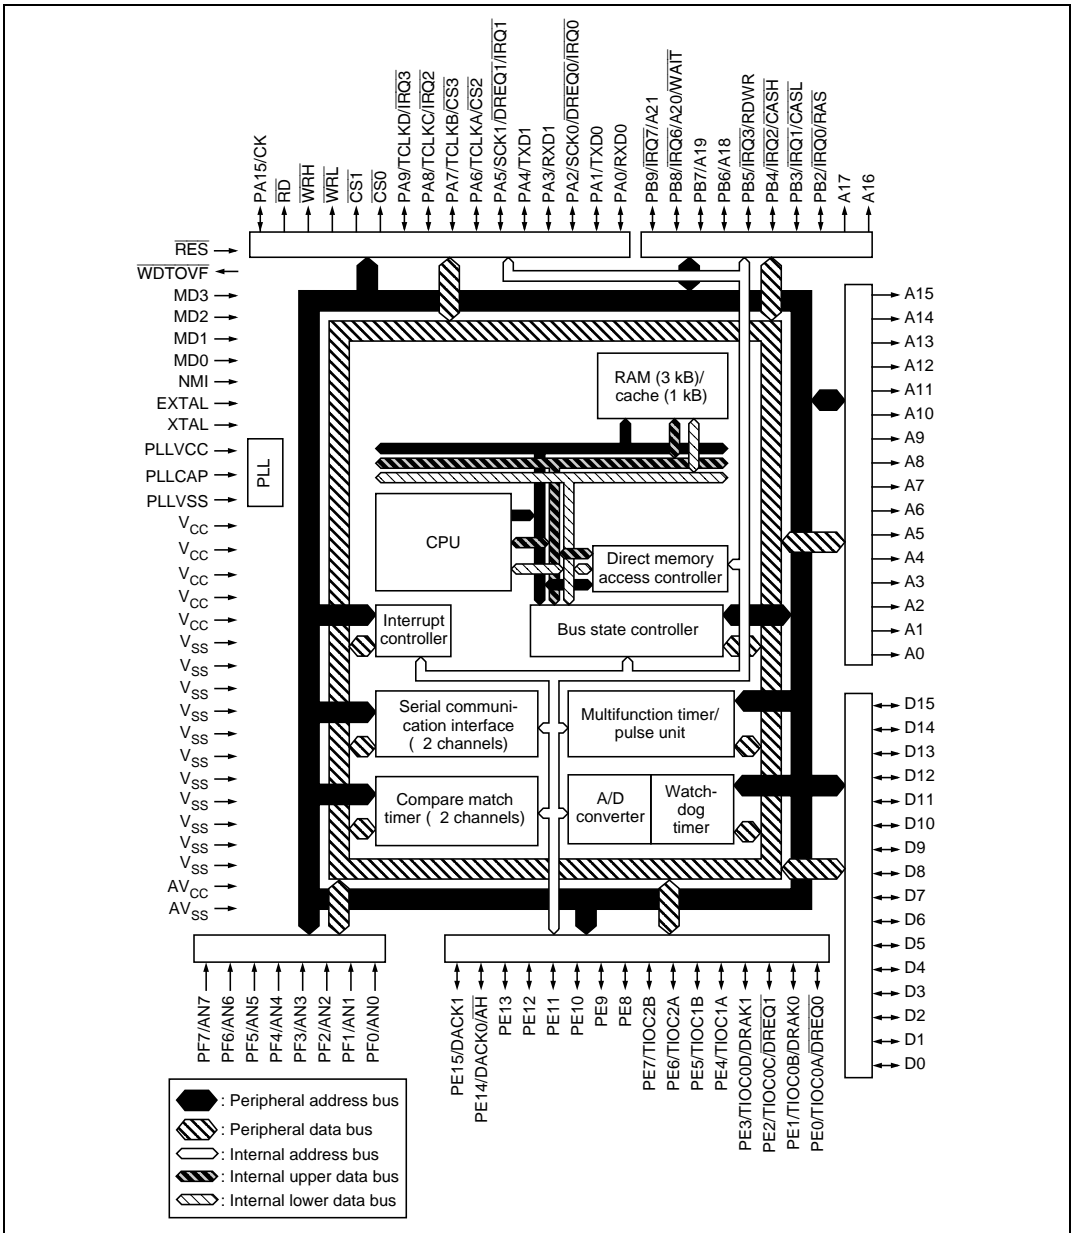 PA15/CK
RD
WRH
WRL
CS1
CS0
PA9/TCLKD/IRQ3
PA8/TCLKC/IRQ2
PA7/TCLKB/CS3
PA6/TCLKA/CS2
PA5/SCK1/DREQ1/IRQ1
PA4/TXD1
PA3/RXD1
PA2/SCK0/DREQ0/IRQ0
PA1/TXD0
PA0/RXD0
PB9/IRQ7/A21
PB8/IRQ6/A20/WAIT
PB7/A19
PB6/A18
PB5/IRQ3/RDWR
PB4/IRQ2/CASH
PB3/IRQ1/CASL
PB2/IRQ0/RAS
A17
A16
RES
WDTOVF
MD3
MD2
MD1
MD0
NMI
EXTAL
XTAL
PLLVCC
PLLCAP
PLLVSS
VCC
VCC
VCC
VCC
VCC
VSS
VSS
VSS
VSS
VSS
VSS
VSS
VSS
VSS
VSS
VSS
AVCC
AVSS
PLL
RAM (3 kB)/
cache (1 kB)
CPU
Direct memory
access controller
Interrupt
controller
Bus state controller
Serial communi-
cation interface
( 2 channels)
Multifunction timer/
pulse unit
Compare match
timer ( 2 channels)
A/D
converter
Watch-
dog
timer
A15
A14
A13
A12
A11
A10
A9
A8
A7
A6
A5
A4
A3
A2
A1
A0
D15
D14
D13
D12
D11
D10
D9
D8
D7
D6
D5
D4
D3
D2
D1
D0
PF7/AN7
PF6/AN6
PF5/AN5
PF4/AN4
PF3/AN3
PF2/AN2
PF1/AN1
PF0/AN0
PE15/DACK1
PE14/DACK0/AH
PE13
PE12
PE11
PE10
PE9
PE8
PE7/TIOC2B
PE6/TIOC2A
PE5/TIOC1B
PE4/TIOC1A
PE3/TIOC0D/DRAK1
PE2/TIOC0C/DREQ1
PE1/TIOC0B/DRAK0
PE0/TIOC0A/DREQ0
: Peripheral address bus
: Peripheral data bus
: Internal address bus
: Internal upper data bus
: Internal lower data bus